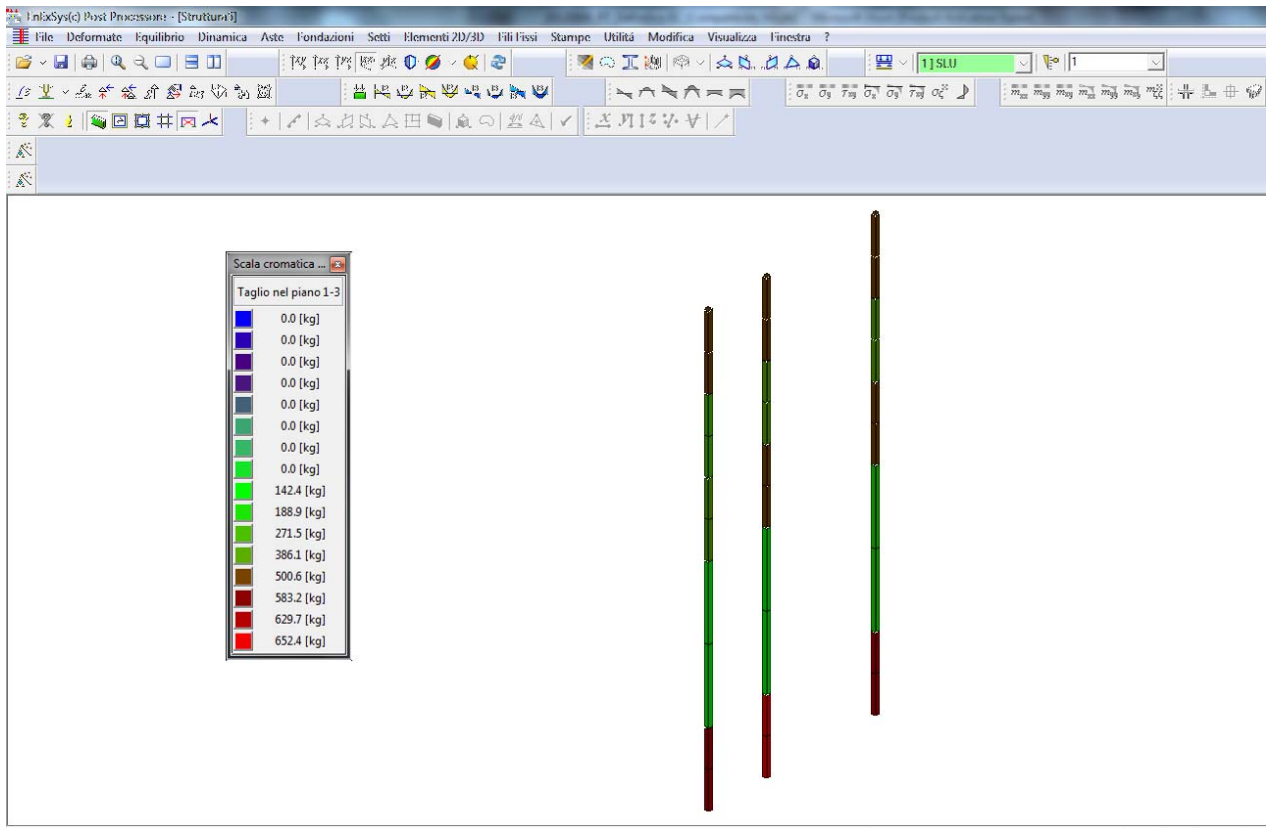 EnExSys(c) Post Processore - [Struttura:1]
File Deformate Equilibrio Dinamica Aste Fondazioni Setti Elementi 2D/3D Fili Fissi Stampe Utilità Modifica Visualizza Finestra ?
1] SLU 1
Scala cromatica ...
Taglio nel piano 1-3
0.0 [kg]
0.0 [kg]
0.0 [kg]
0.0 [kg]
0.0 [kg]
0.0 [kg]
0.0 [kg]
0.0 [kg]
142.4 [kg]
188.9 [kg]
271.5 [kg]
386.1 [kg]
500.6 [kg]
583.2 [kg]
629.7 [kg]
652.4 [kg]